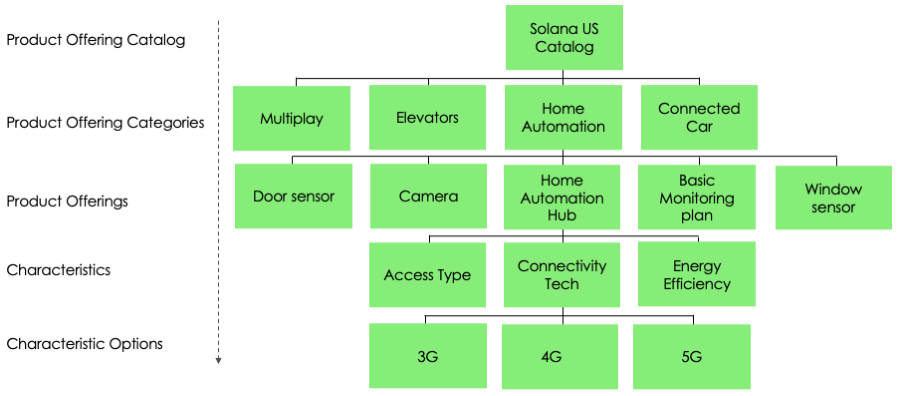 Product Offering Catalog
Solana US
Catalog
Product Offering Categories
Multiplay
Elevators
Home
Automation
Connected
Car
Product Offerings
Door sensor
Camera
Home
Automation
Hub
Basic
Monitoring
plan
Window
sensor
Characteristics
Access Type
Connectivity
Tech
Energy
Efficiency
Characteristic Options
3G
4G
5G